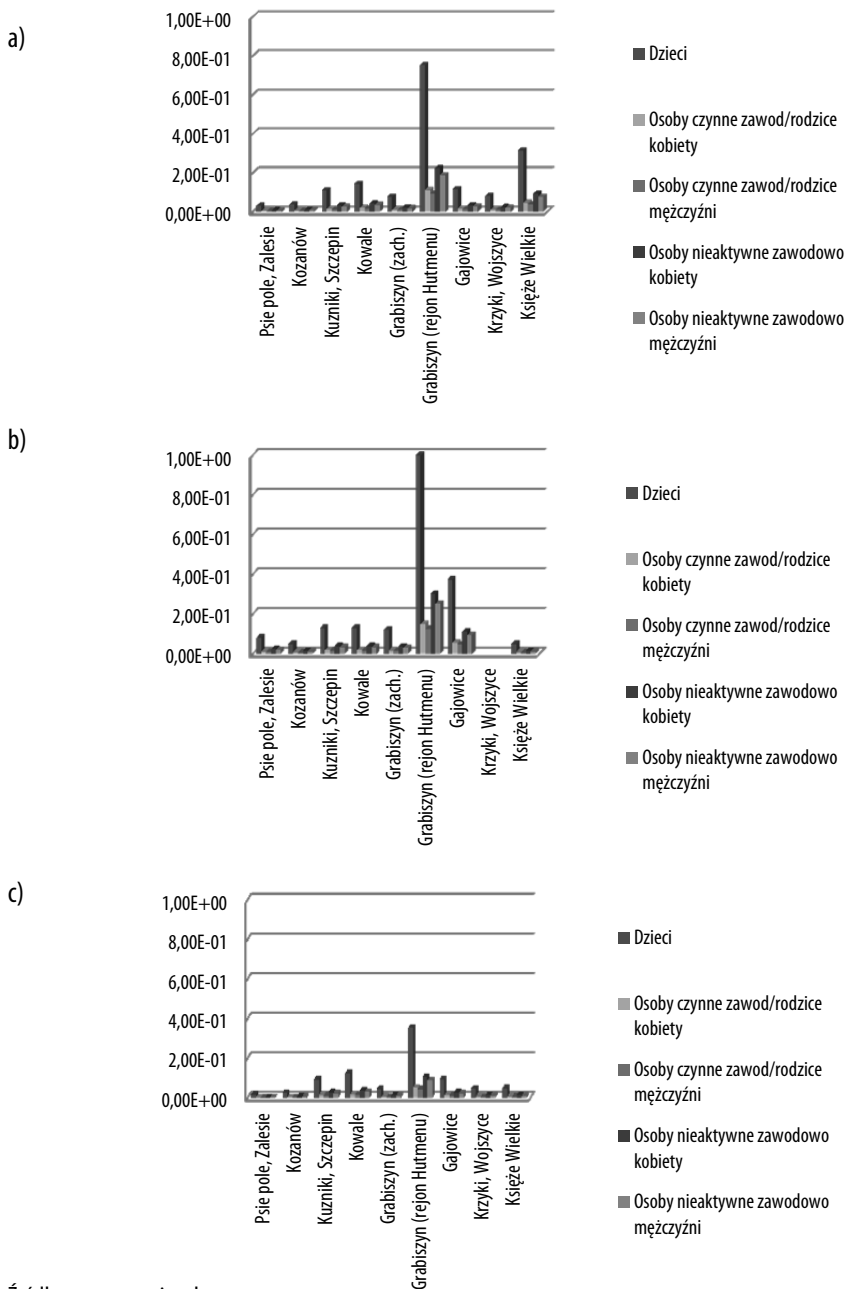 a)
1,00E+00
8,00E-01
6,00E-01
4,00E-01
2,00E-01
0,00E+00
Psie pole, Zalesie
Kozanów
Kuzniki, Szczepin
Kowale
Grabiszyn (zach.)
Grabiszyn (rejon Hutmenu)
Gajowice
Krzyki, Wojszyce
Księże Wielkie
Dzieci
Osoby czynne zawod/rodzice
kobiety
Osoby czynne zawod/rodzice
mężczyźni
Osoby nieaktywne zawodowo
kobiety
Osoby nieaktywne zawodowo
mężczyźni
b)
1,00E+00
8,00E-01
6,00E-01
4,00E-01
2,00E-01
0,00E+00
Psie pole, Zalesie
Kozanów
Kuzniki, Szczepin
Kowale
Grabiszyn (zach.)
Grabiszyn (rejon Hutmenu)
Gajowice
Krzyki, Wojszyce
Księże Wielkie
Dzieci
Osoby czynne zawod/rodzice
kobiety
Osoby czynne zawod/rodzice
mężczyźni
Osoby nieaktywne zawodowo
kobiety
Osoby nieaktywne zawodowo
mężczyźni
c)
1,00E+00
8,00E-01
6,00E-01
4,00E-01
2,00E-01
0,00E+00
Psie pole, Zalesie
Kozanów
Kuzniki, Szczepin
Kowale
Grabiszyn (zach.)
Grabiszyn (rejon Hutmenu)
Gajowice
Krzyki, Wojszyce
Księże Wielkie
Dzieci
Osoby czynne zawod/rodzice
kobiety
Osoby czynne zawod/rodzice
mężczyźni
Osoby nieaktywne zawodowo
kobiety
Osoby nieaktywne zawodowo
mężczyźni